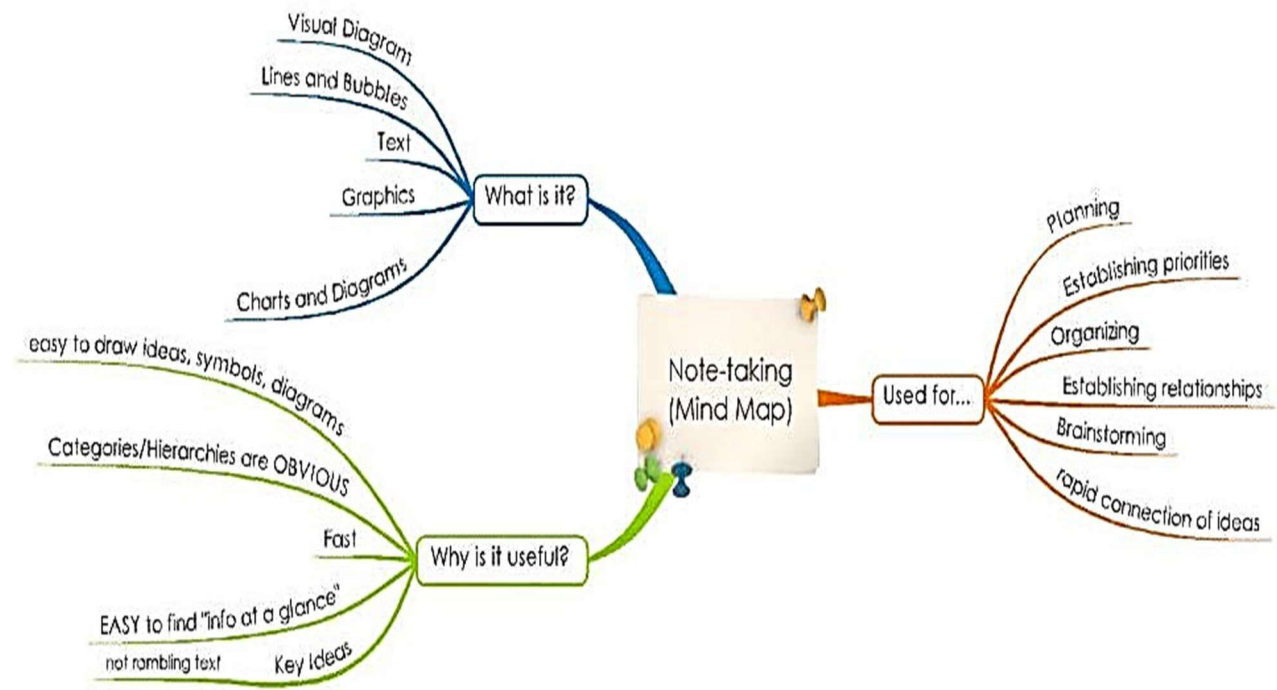 Note-taking
(Mind Map)
What is it?
Visual Diagram
Lines and Bubbles
Text
Graphics
Charts and Diagrams
Used for...
Planning
Establishing priorities
Organizing
Establishing relationships
Brainstorming
rapid connection of ideas
Why is it useful?
easy to draw ideas, symbols, diagrams
Categories/Hierarchies are OBVIOUS
Fast
EASY to find "info at a glance"
not rambling text Key Ideas